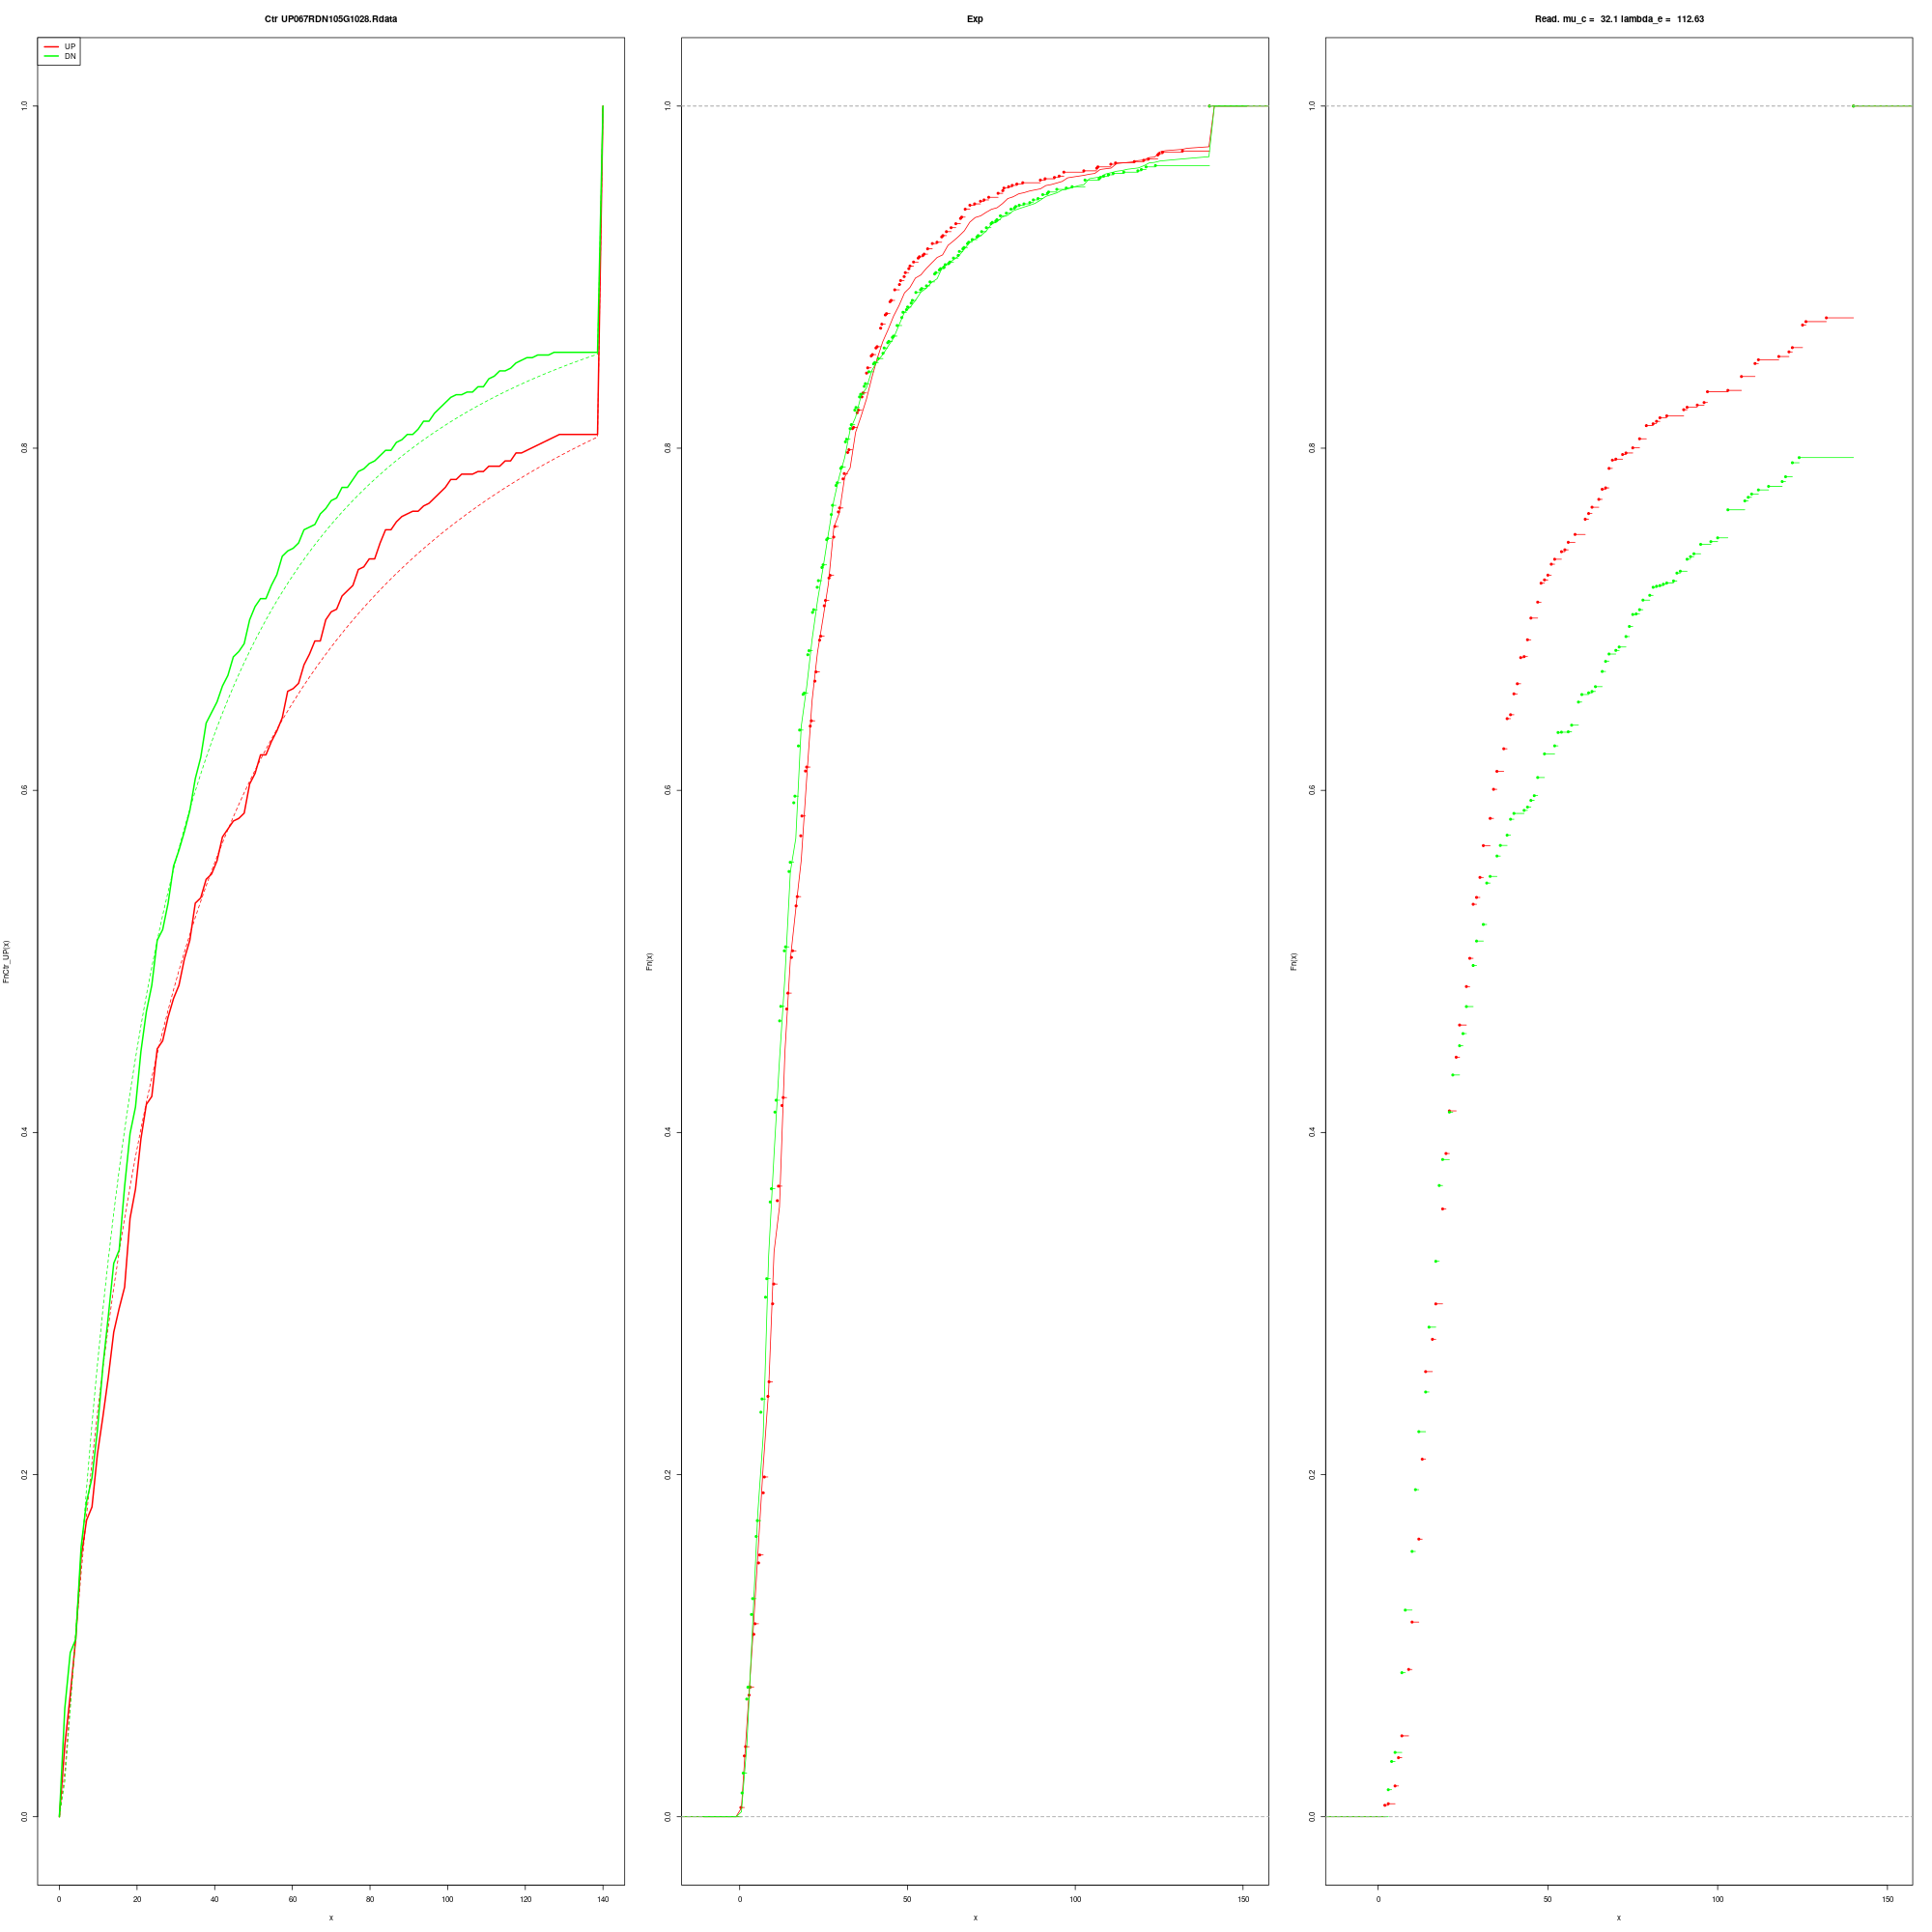 Ctr UP067RDN105G1028.Rdata
UP
DN
FnCtr_UP(x)
0.0 0.2 0.4 0.6 0.8 1.0
0 20 40 60 80 100 120 140
x
Exp
Fn(x)
0.0 0.2 0.4 0.6 0.8 1.0
0 50 100 150
x
Read. mu_c = 32.1 lambda_e = 112.63
Fn(x)
0.0 0.2 0.4 0.6 0.8 1.0
0 50 100 150
x